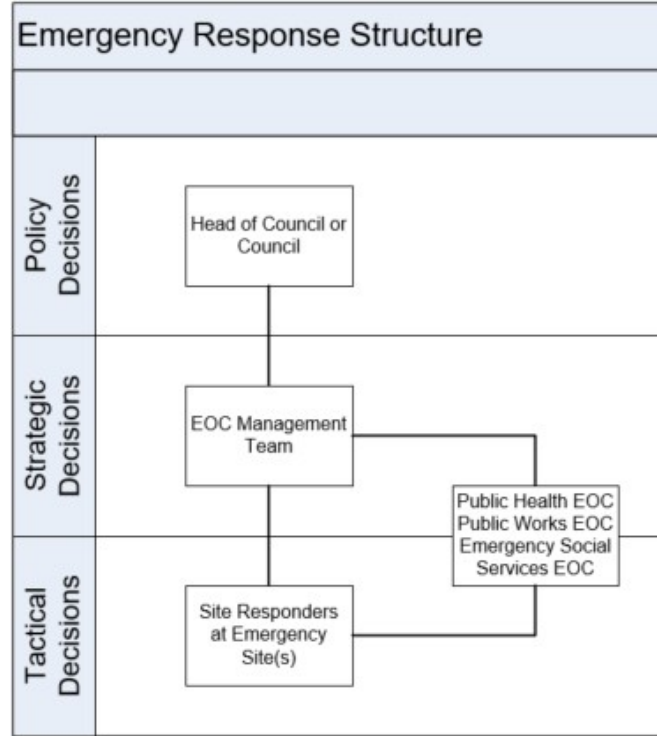 Emergency Response Structure
Policy
Decisions
Head of Council or
Council
Strategic
Decisions
EOC Management
Team
Public Health EOC
Public Works EOC
Emergency Social
Services EOC
Tactical
Decisions
Site Responders
at Emergency
Site(s)